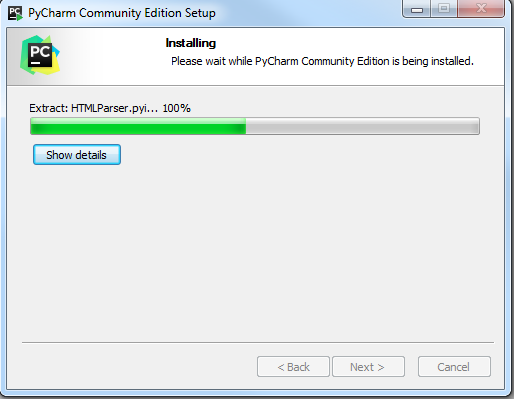 PyCharm Community Edition Setup
PC
Installing
Please wait while PyCharm Community Edition is being installed.
Extract: HTMLParser.pyi... 100%
Show details
< Back
Next >
Cancel